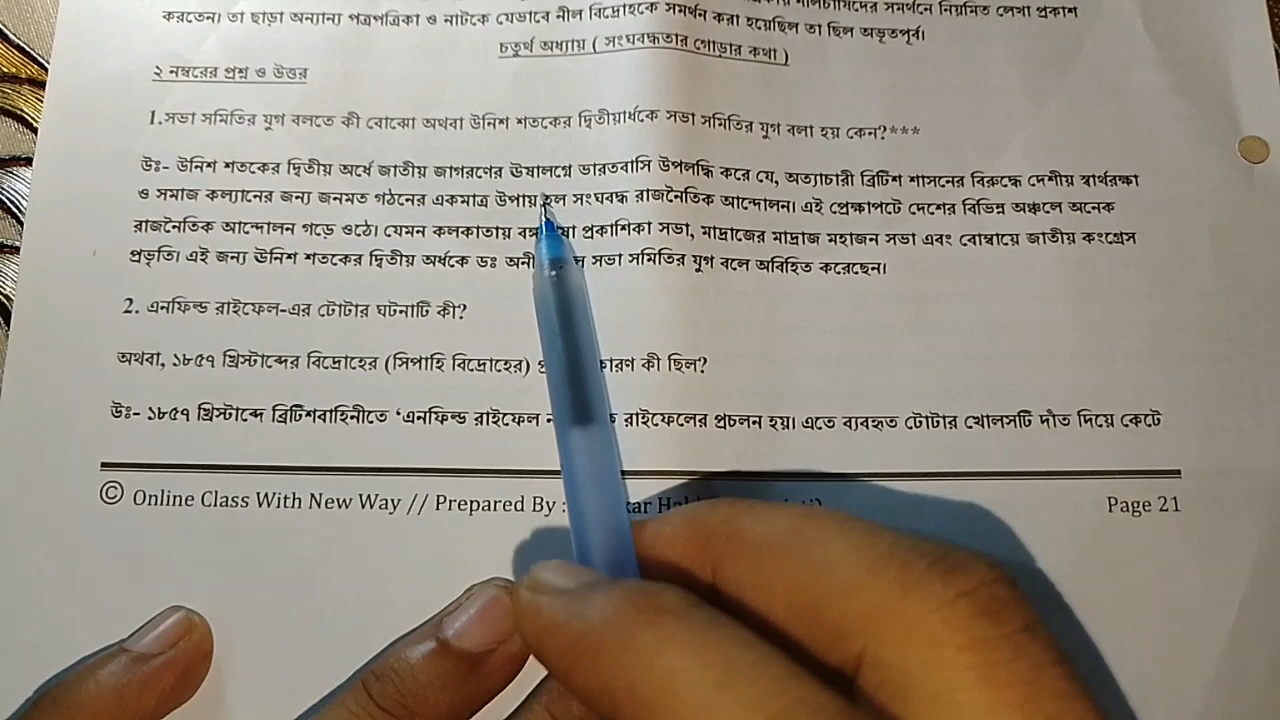 নিয়মিত লেখা প্রকাশ
করতেন। তা ছাড়া অন্যান্য পত্রপত্রিকা ও নাটকে যেভাবে নীল বিদ্রোহকে সমর্থন করা হয়েছিল তা ছিল অভূতপূর্ব।
চতুর্থ অধ্যায় ( সংঘবদ্ধতার গোড়ার কথা )
২ নম্বরের প্রশ্ন ও উত্তর
1.সভা সমিতির যুগ বলতে কী বোঝো অথবা উনিশ শতকের দ্বিতীয়ার্ধকে সভা সমিতির যুগ বলা হয় কেন?***
উঃ- উনিশ শতকের দ্বিতীয় অর্ধে জাতীয় জাগরণের ঊষালগ্নে ভারতবাসি উপলদ্ধি করে যে, অত্যাচারী ব্রিটিশ শাসনের বিরুদ্ধে দেশীয় স্বার্থরক্ষা
ও সমাজ কল্যানের জন্য জনমত গঠনের একমাত্র উপায় হল সংঘবদ্ধ রাজনৈতিক আন্দোলন। এই প্রেক্ষাপটে দেশের বিভিন্ন অঞ্চলে অনেক
রাজনৈতিক আন্দোলন গড়ে ওঠে। যেমন কলকাতায় প্রকাশিকা সভা, মাদ্রাজের মাদ্রাজ মহাজন সভা এবং বোম্বায়ে জাতীয় কংগ্রেস
প্রভৃতি। এই জন্য ঊনিশ শতকের দ্বিতীয় অর্ধকে ডঃ সভা সমিতির যুগ বলে অবিহিত করেছেন।
2. এনফিল্ড রাইফেল-এর টোটার ঘটনাটি কী?
অথবা, ১৮৫৭ খ্রিস্টাব্দের বিদ্রোহের (সিপাহি বিদ্রোহের) কী ছিল?
উঃ- ১৮৫৭ খ্রিস্টাব্দে ব্রিটিশবাহিনীতে ‘এনফিল্ড রাইফেল রাইফেলের প্রচলন হয়। এতে ব্যবহৃত টোটার খোলসটি দাঁত দিয়ে কেটে
© Online Class With New Way // Prepared By :
Page 21